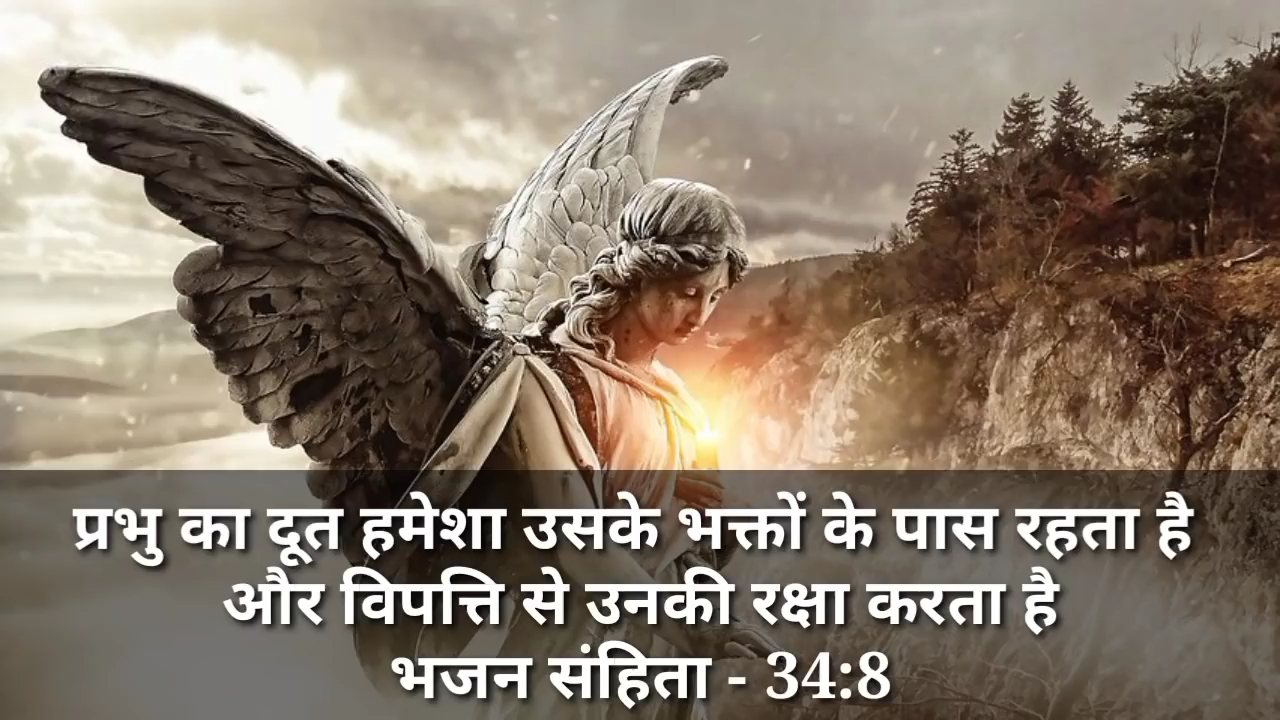 प्रभु का दूत हमेशा उसके भक्तों के पास रहता है
और विपत्ति से उनकी रक्षा करता है
भजन संहिता - 34:8